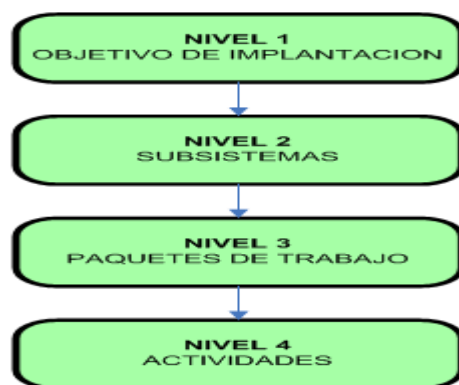 NIVEL 1
OBJETIVO DE IMPLANTACION
NIVEL 2
SUBSISTEMAS
NIVEL 3
PAQUETES DE TRABAJO
NIVEL 4
ACTIVIDADES